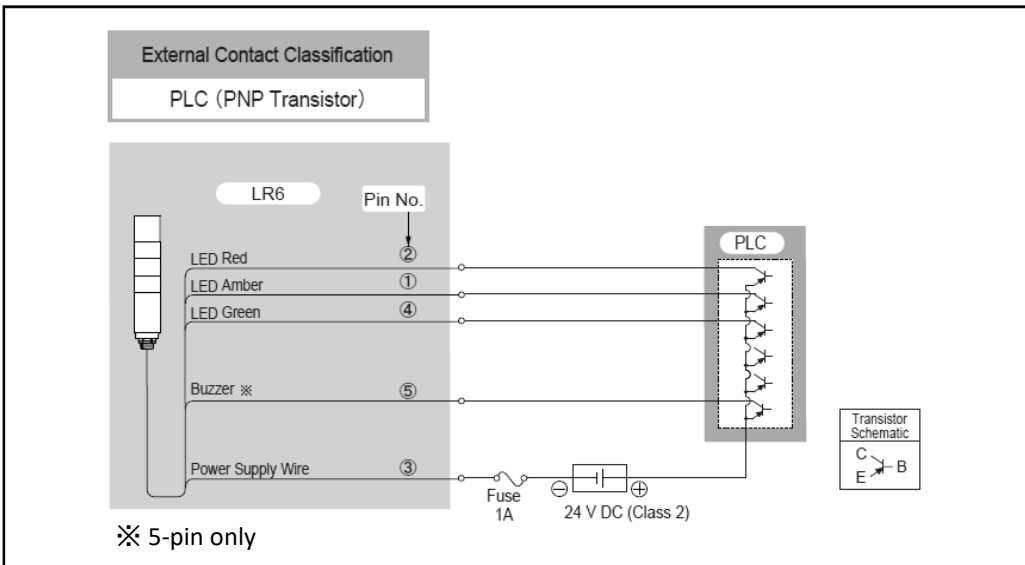 External Contact Classification
PLC (PNP Transistor)
LR6
Pin No.
LED Red ②
LED Amber ①
LED Green ④
Buzzer ※ ⑤
Power Supply Wire ③
PLC
Fuse
1A
⊖ ⊕
24 V DC (Class 2)
Transistor
Schematic
C
B
E
※ 5-pin only